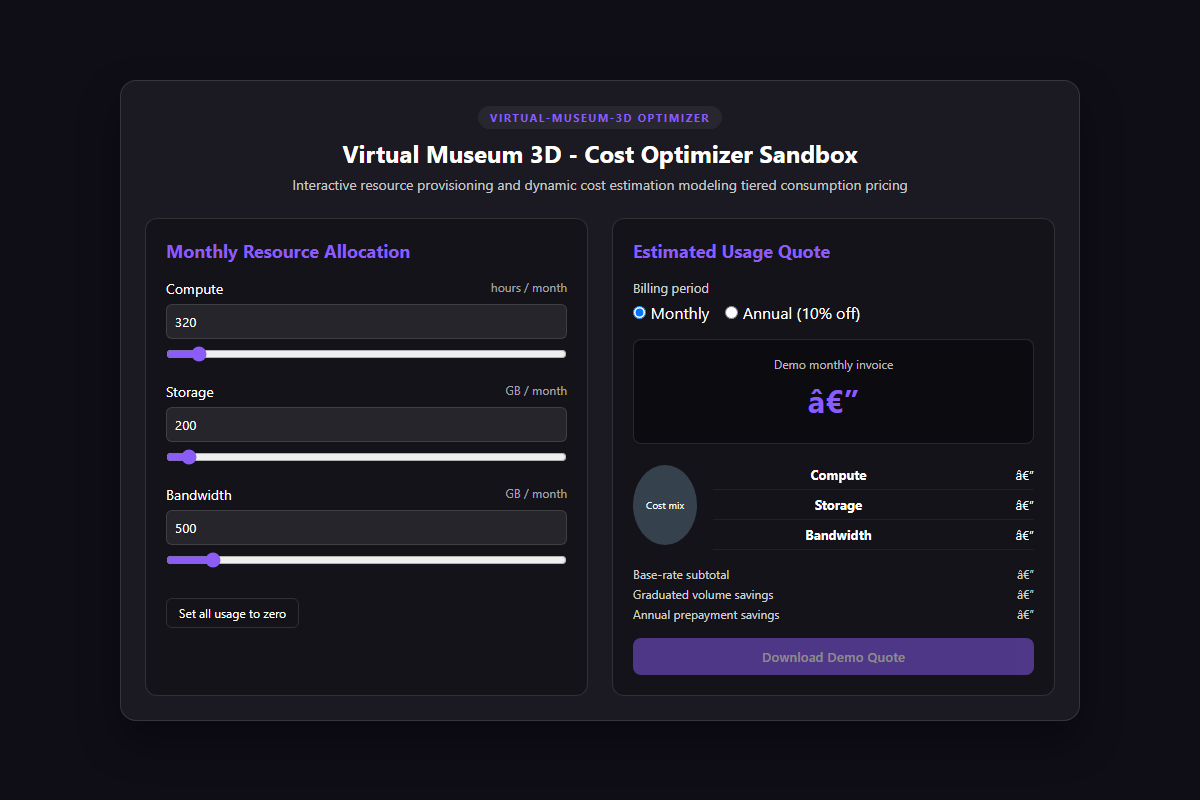 VIRTUAL-MUSEUM-3D OPTIMIZER
Virtual Museum 3D - Cost Optimizer Sandbox
Interactive resource provisioning and dynamic cost estimation modeling tiered consumption pricing
Monthly Resource Allocation
Compute hours / month
320
Storage GB / month
200
Bandwidth GB / month
500
Set all usage to zero
Estimated Usage Quote
Billing period
Monthly Annual (10% off)
Demo monthly invoice
â€”
Cost mix
Compute â€”
Storage â€”
Bandwidth â€”
Base-rate subtotal â€”
Graduated volume savings â€”
Annual prepayment savings â€”
Download Demo Quote